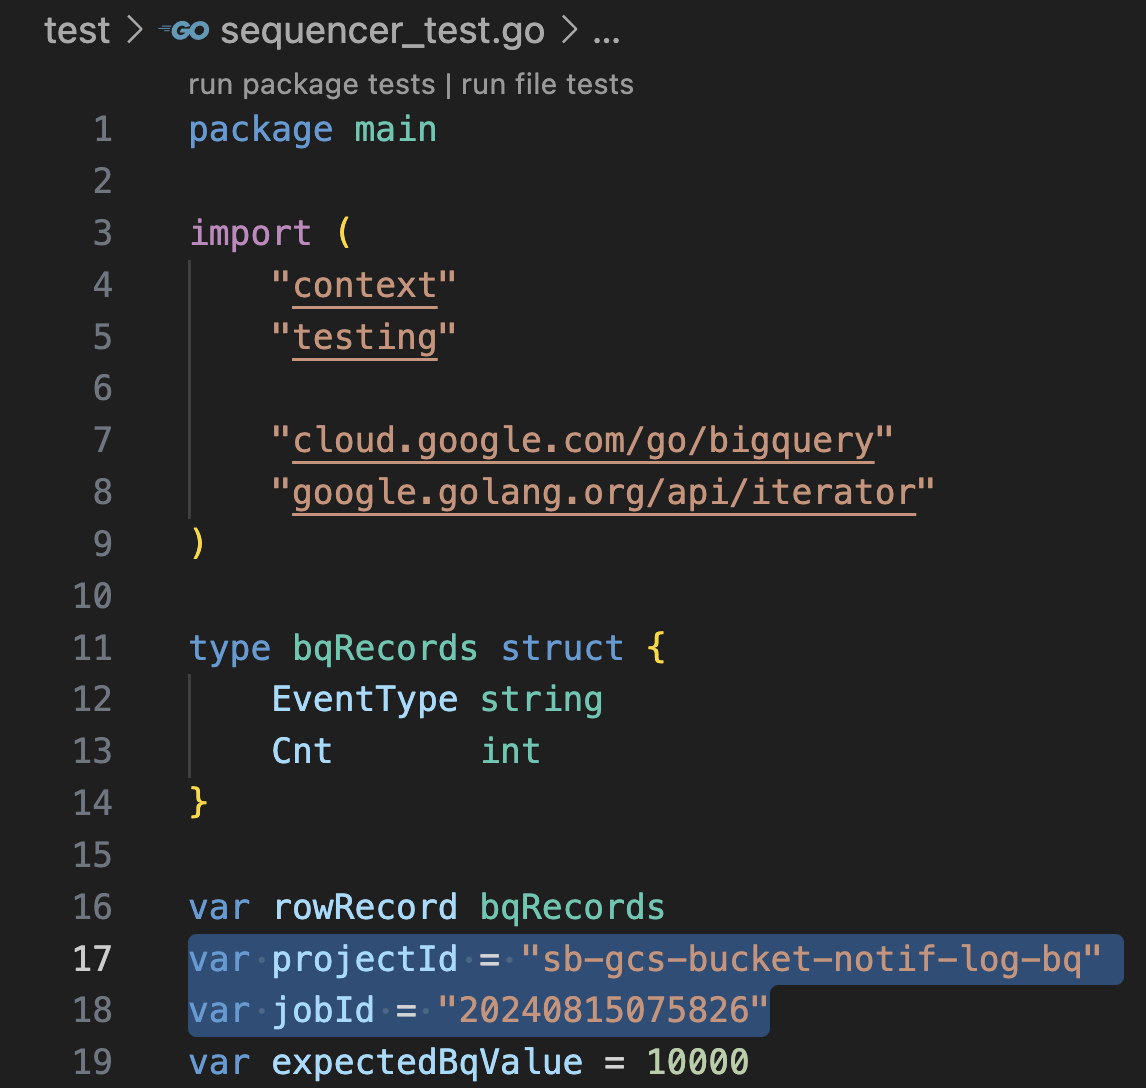 test > GO sequencer_test.go > ...
run package tests | run file tests
1 package main
2
3 import (
4 "context"
5 "testing"
6
7 "cloud.google.com/go/bigquery"
8 "google.golang.org/api/iterator"
9 )
10
11 type bqRecords struct {
12 EventType string
13 Cnt int
14 }
15
16 var rowRecord bqRecords
17 var projectId = "sb-gcs-bucket-notif-log-bq"
18 var jobId = "20240815075826"
19 var expectedBqValue = 10000